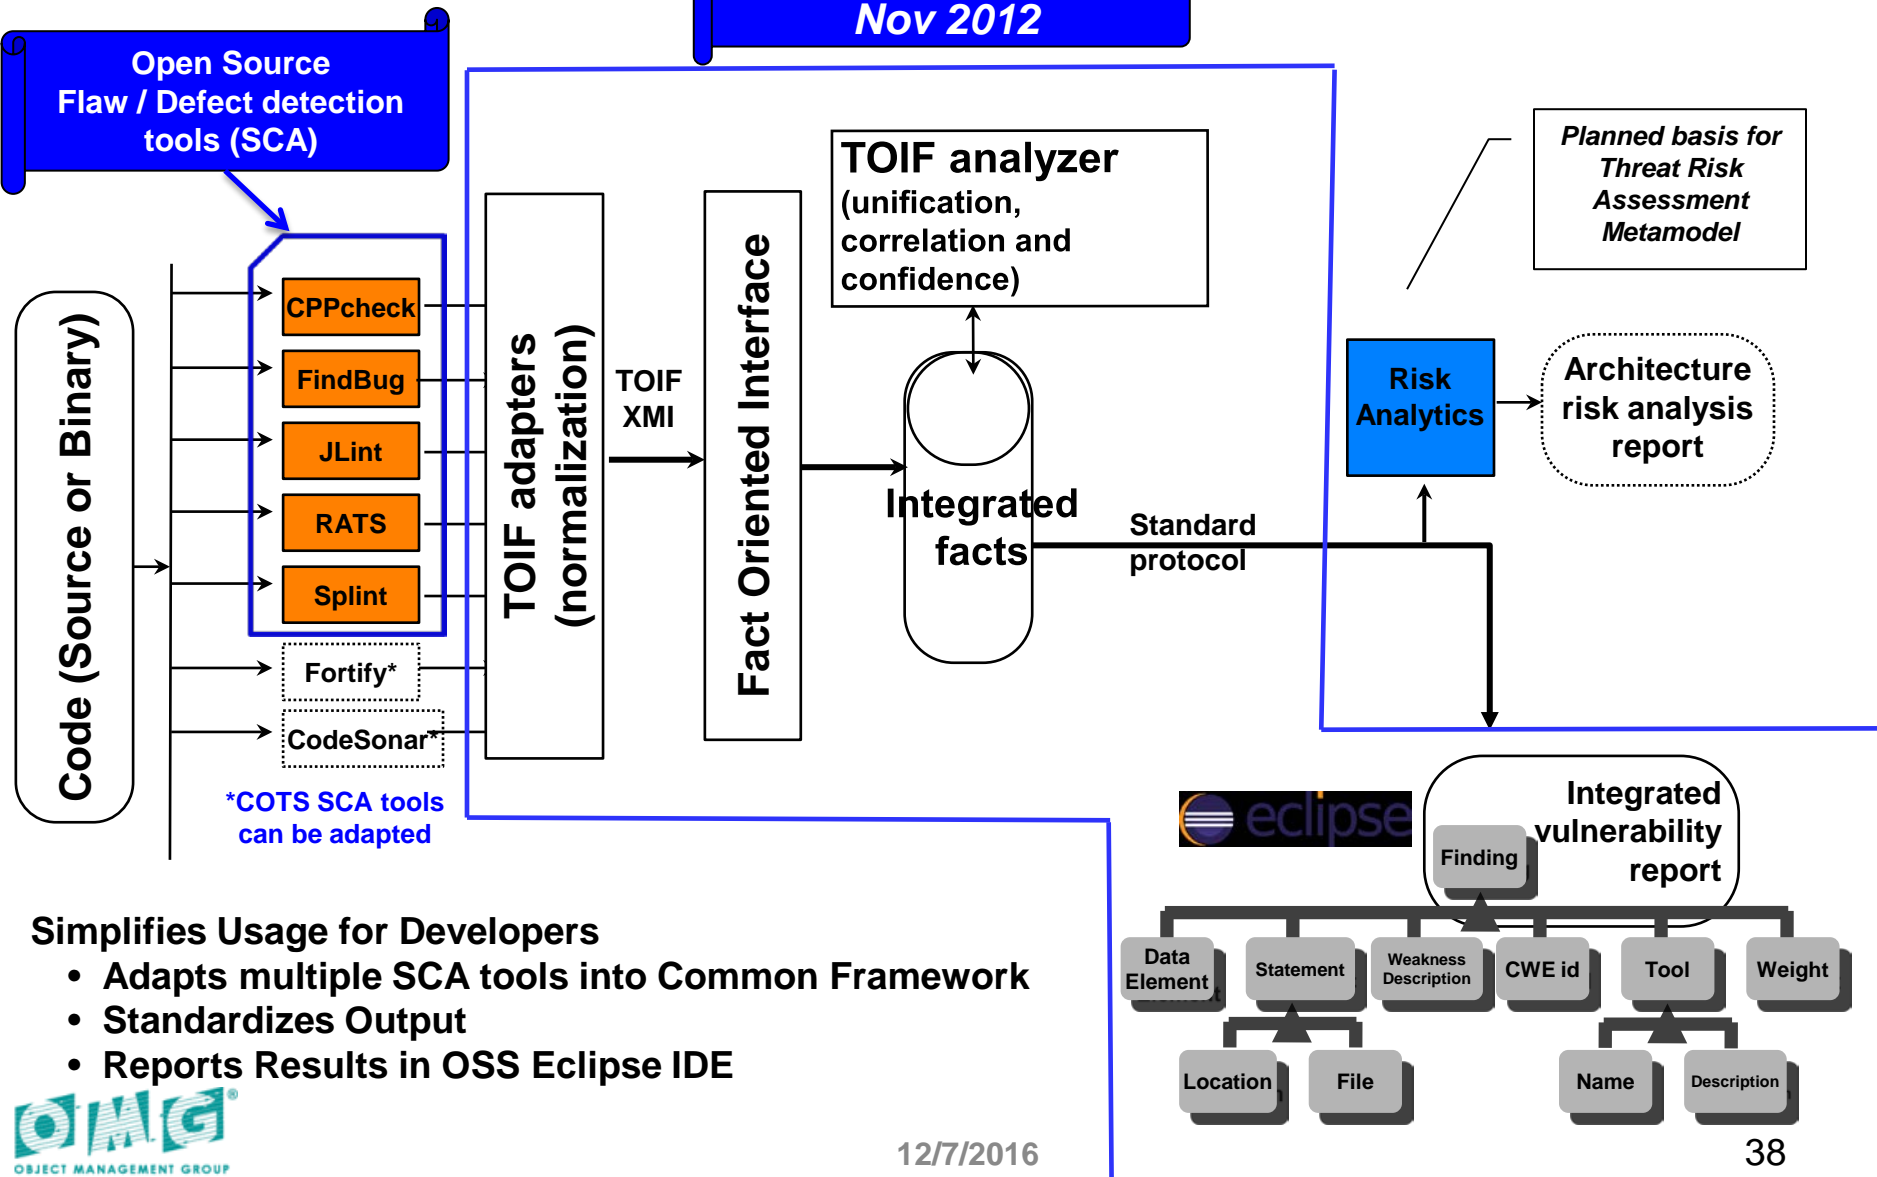 Nov 2012
Open Source
Flaw / Defect detection
tools (SCA)
Planned basis for
Threat Risk
Assessment
Metamodel
TOIF analyzer
(unification,
correlation and
confidence)
Code (Source or Binary)
CPPcheck
FindBug
JLint
RATS
Splint
Fortify*
CodeSonar*
*COTS SCA tools
can be adapted
TOIF adapters
(normalization)
TOIF
XMI
Fact Oriented Interface
Integrated
facts
Standard
protocol
Risk
Analytics
Architecture
risk analysis
report
eclipse
Integrated
vulnerability
report
Finding
Data
Element
Statement
Weakness
Description
CWE id
Tool
Weight
Location
File
Name
Description
Simplifies Usage for Developers
• Adapts multiple SCA tools into Common Framework
• Standardizes Output
• Reports Results in OSS Eclipse IDE
OMG®
OBJECT MANAGEMENT GROUP
12/7/2016
38